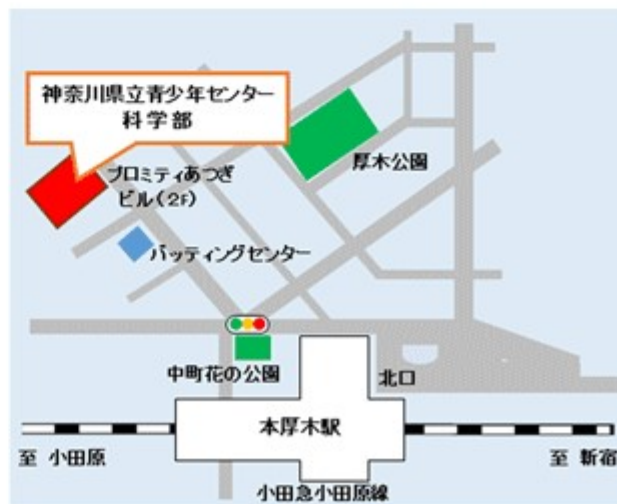 神奈川県立青少年センター
科学部
プロミティあつぎ
ビル(2F)
厚木公園
バッティングセンター
中町花の公園
北口
本厚木駅
至 小田原
至 新宿
小田急小田原線